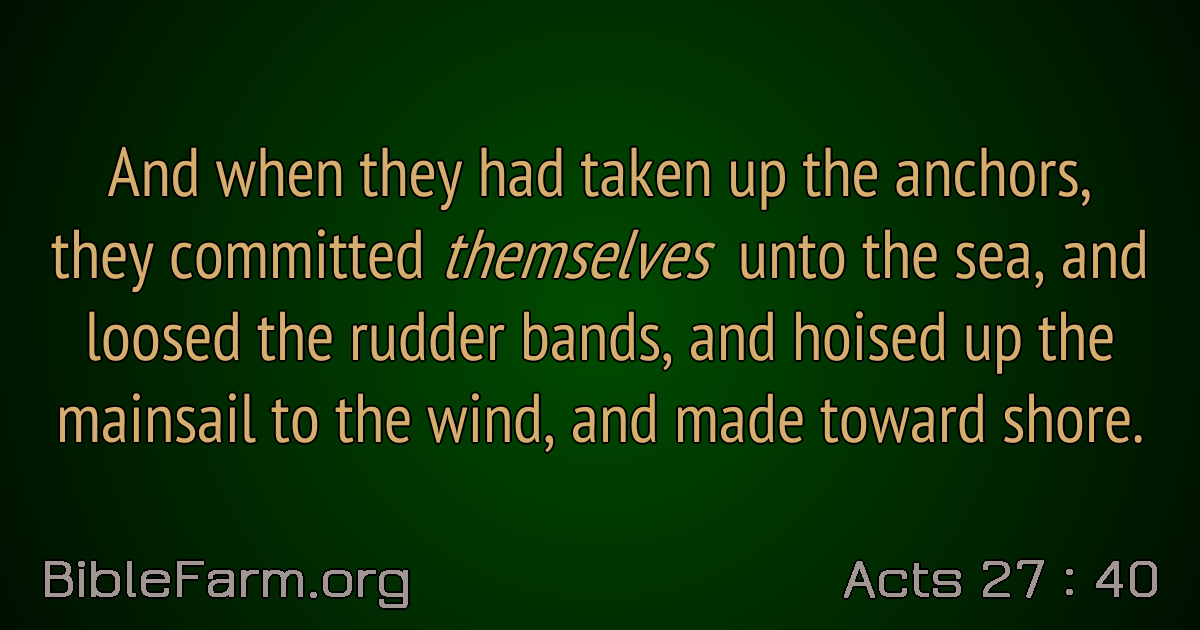 And when they had taken up the anchors,
they committed themselves unto the sea, and
loosed the rudder bands, and hoised up the
mainsail to the wind, and made toward shore.
BibleFarm.org
Acts 27 : 40